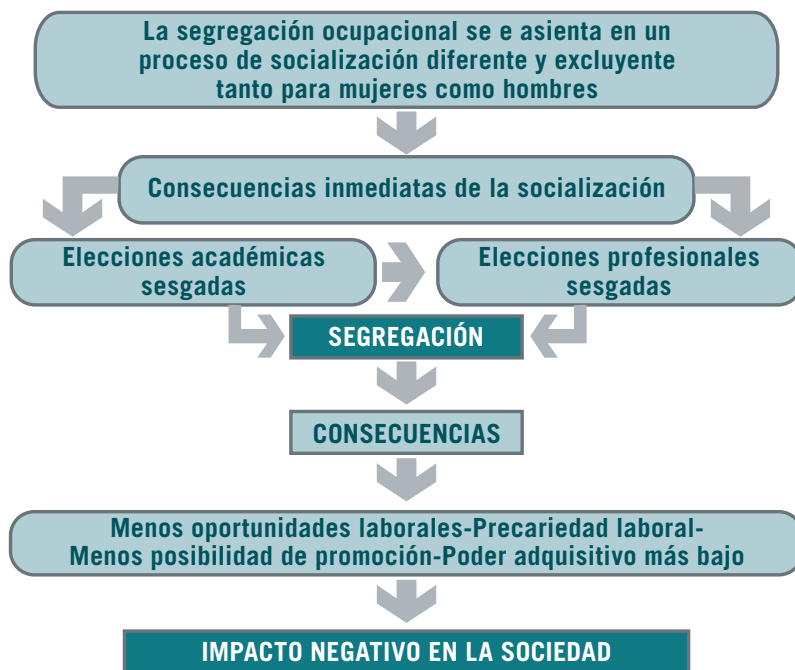 La segregación ocupacional se e asienta en un
proceso de socialización diferente y excluyente
tanto para mujeres como hombres
Consecuencias inmediatas de la socialización
Elecciones académicas
sesgadas
Elecciones profesionales
sesgadas
SEGREGACIÓN
CONSECUENCIAS
Menos oportunidades laborales-Precariedad laboral-
Menos posibilidad de promoción-Poder adquisitivo más bajo
IMPACTO NEGATIVO EN LA SOCIEDAD